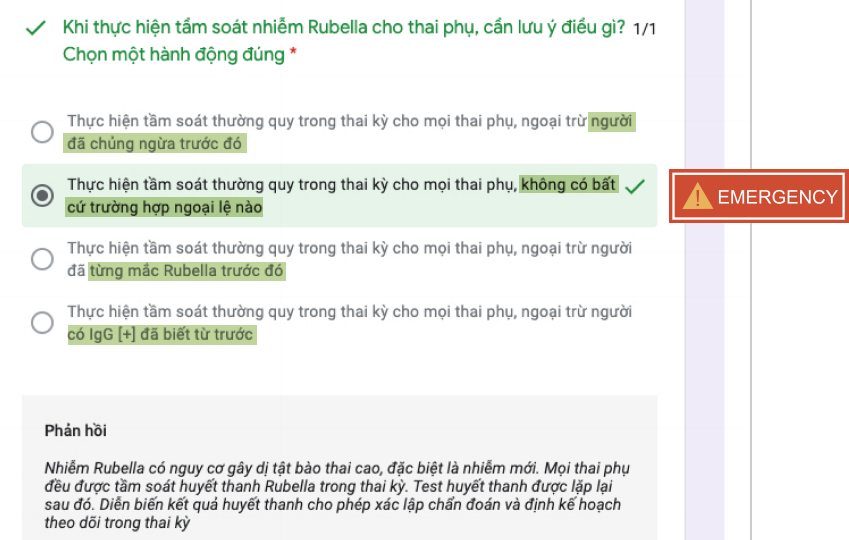 Khi thực hiện tầm soát nhiễm Rubella cho thai phụ, cần lưu ý điều gì? 1/1
Chọn một hành động đúng *
Thực hiện tầm soát thường quy trong thai kỳ cho mọi thai phụ, ngoại trừ người
đã chủng ngừa trước đó
Thực hiện tầm soát thường quy trong thai kỳ cho mọi thai phụ, không có bất
cứ trường hợp ngoại lệ nào
EMERGENCY
Thực hiện tầm soát thường quy trong thai kỳ cho mọi thai phụ, ngoại trừ người
đã từng mắc Rubella trước đó
Thực hiện tầm soát thường quy trong thai kỳ cho mọi thai phụ, ngoại trừ người
có IgG [+] đã biết từ trước
Phản hồi
Nhiễm Rubella có nguy cơ gây dị tật bào thai cao, đặc biệt là nhiễm mới. Mọi thai phụ
đều được tầm soát huyết thanh Rubella trong thai kỳ. Test huyết thanh được lặp lại
sau đó. Diễn biến kết quả huyết thanh cho phép xác lập chẩn đoán và định kế hoạch
theo dõi trong thai kỳ